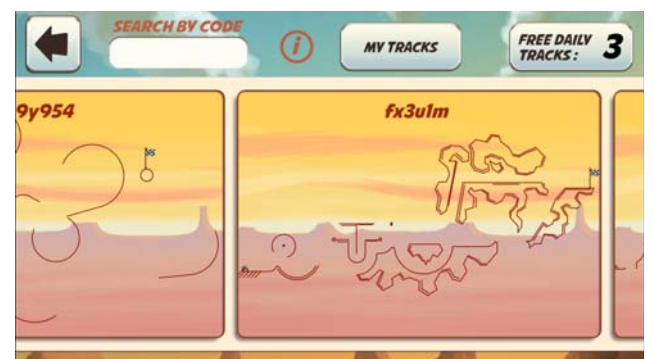 SEARCH BY CODE
i
MY TRACKS
FREE DAILY
TRACKS: 3
9y954
fx3u1m